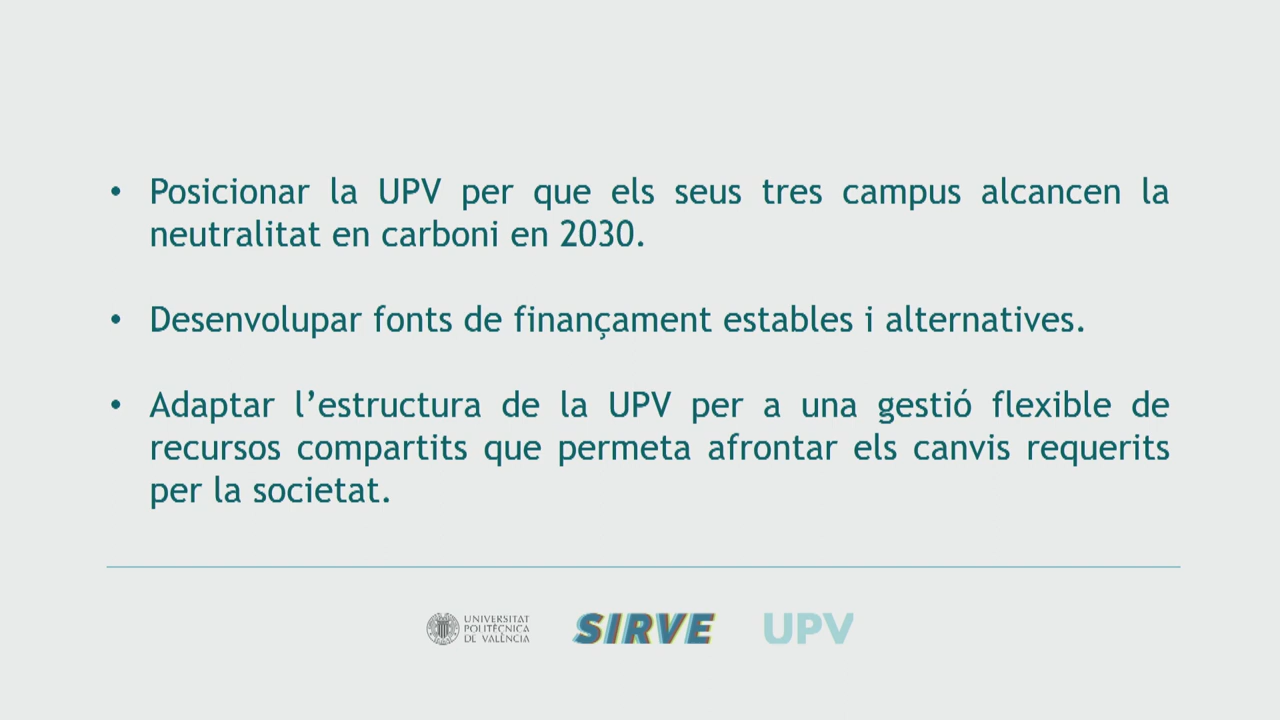 • Posicionar la UPV per que els seus tres campus alcancen la
neutralitat en carboni en 2030.
• Desenvolupar fonts de finançament estables i alternatives.
• Adaptar l’estructura de la UPV per a una gestió flexible de
recursos compartits que permeta afrontar els canvis requerits
per la societat.
UNIVERSITAT
POLITÈCNICA
DE VALÈNCIA
SIRVE
UPV